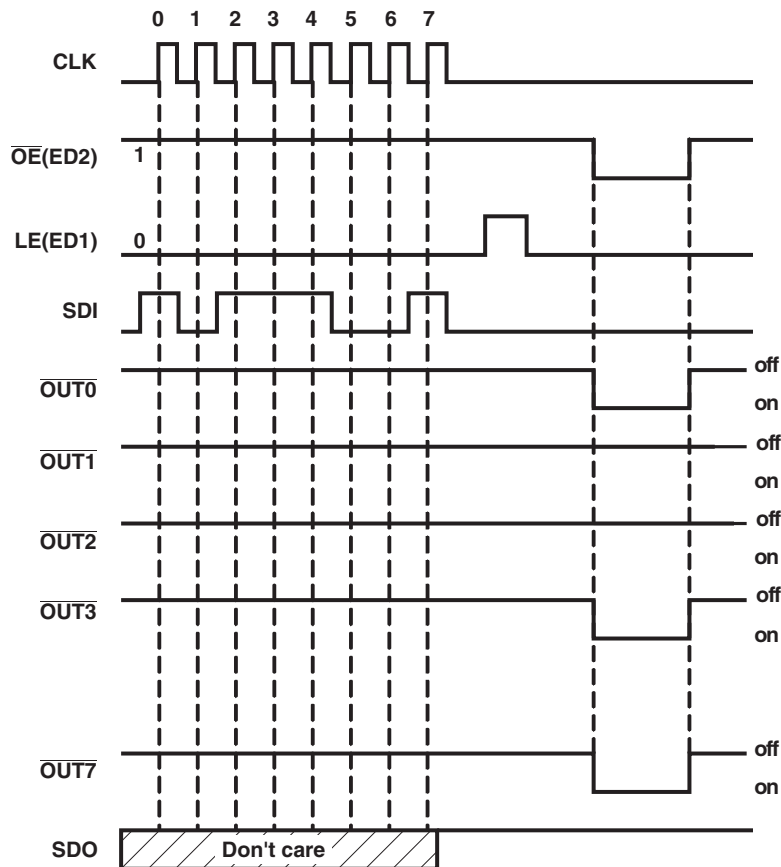 0 1 2 3 4 5 6 7
CLK
OE(ED2) 1
LE(ED1) 0
SDI
OUT0 off
on
OUT1 off
on
OUT2 off
on
OUT3 off
on
OUT7 off
on
SDO Don't care